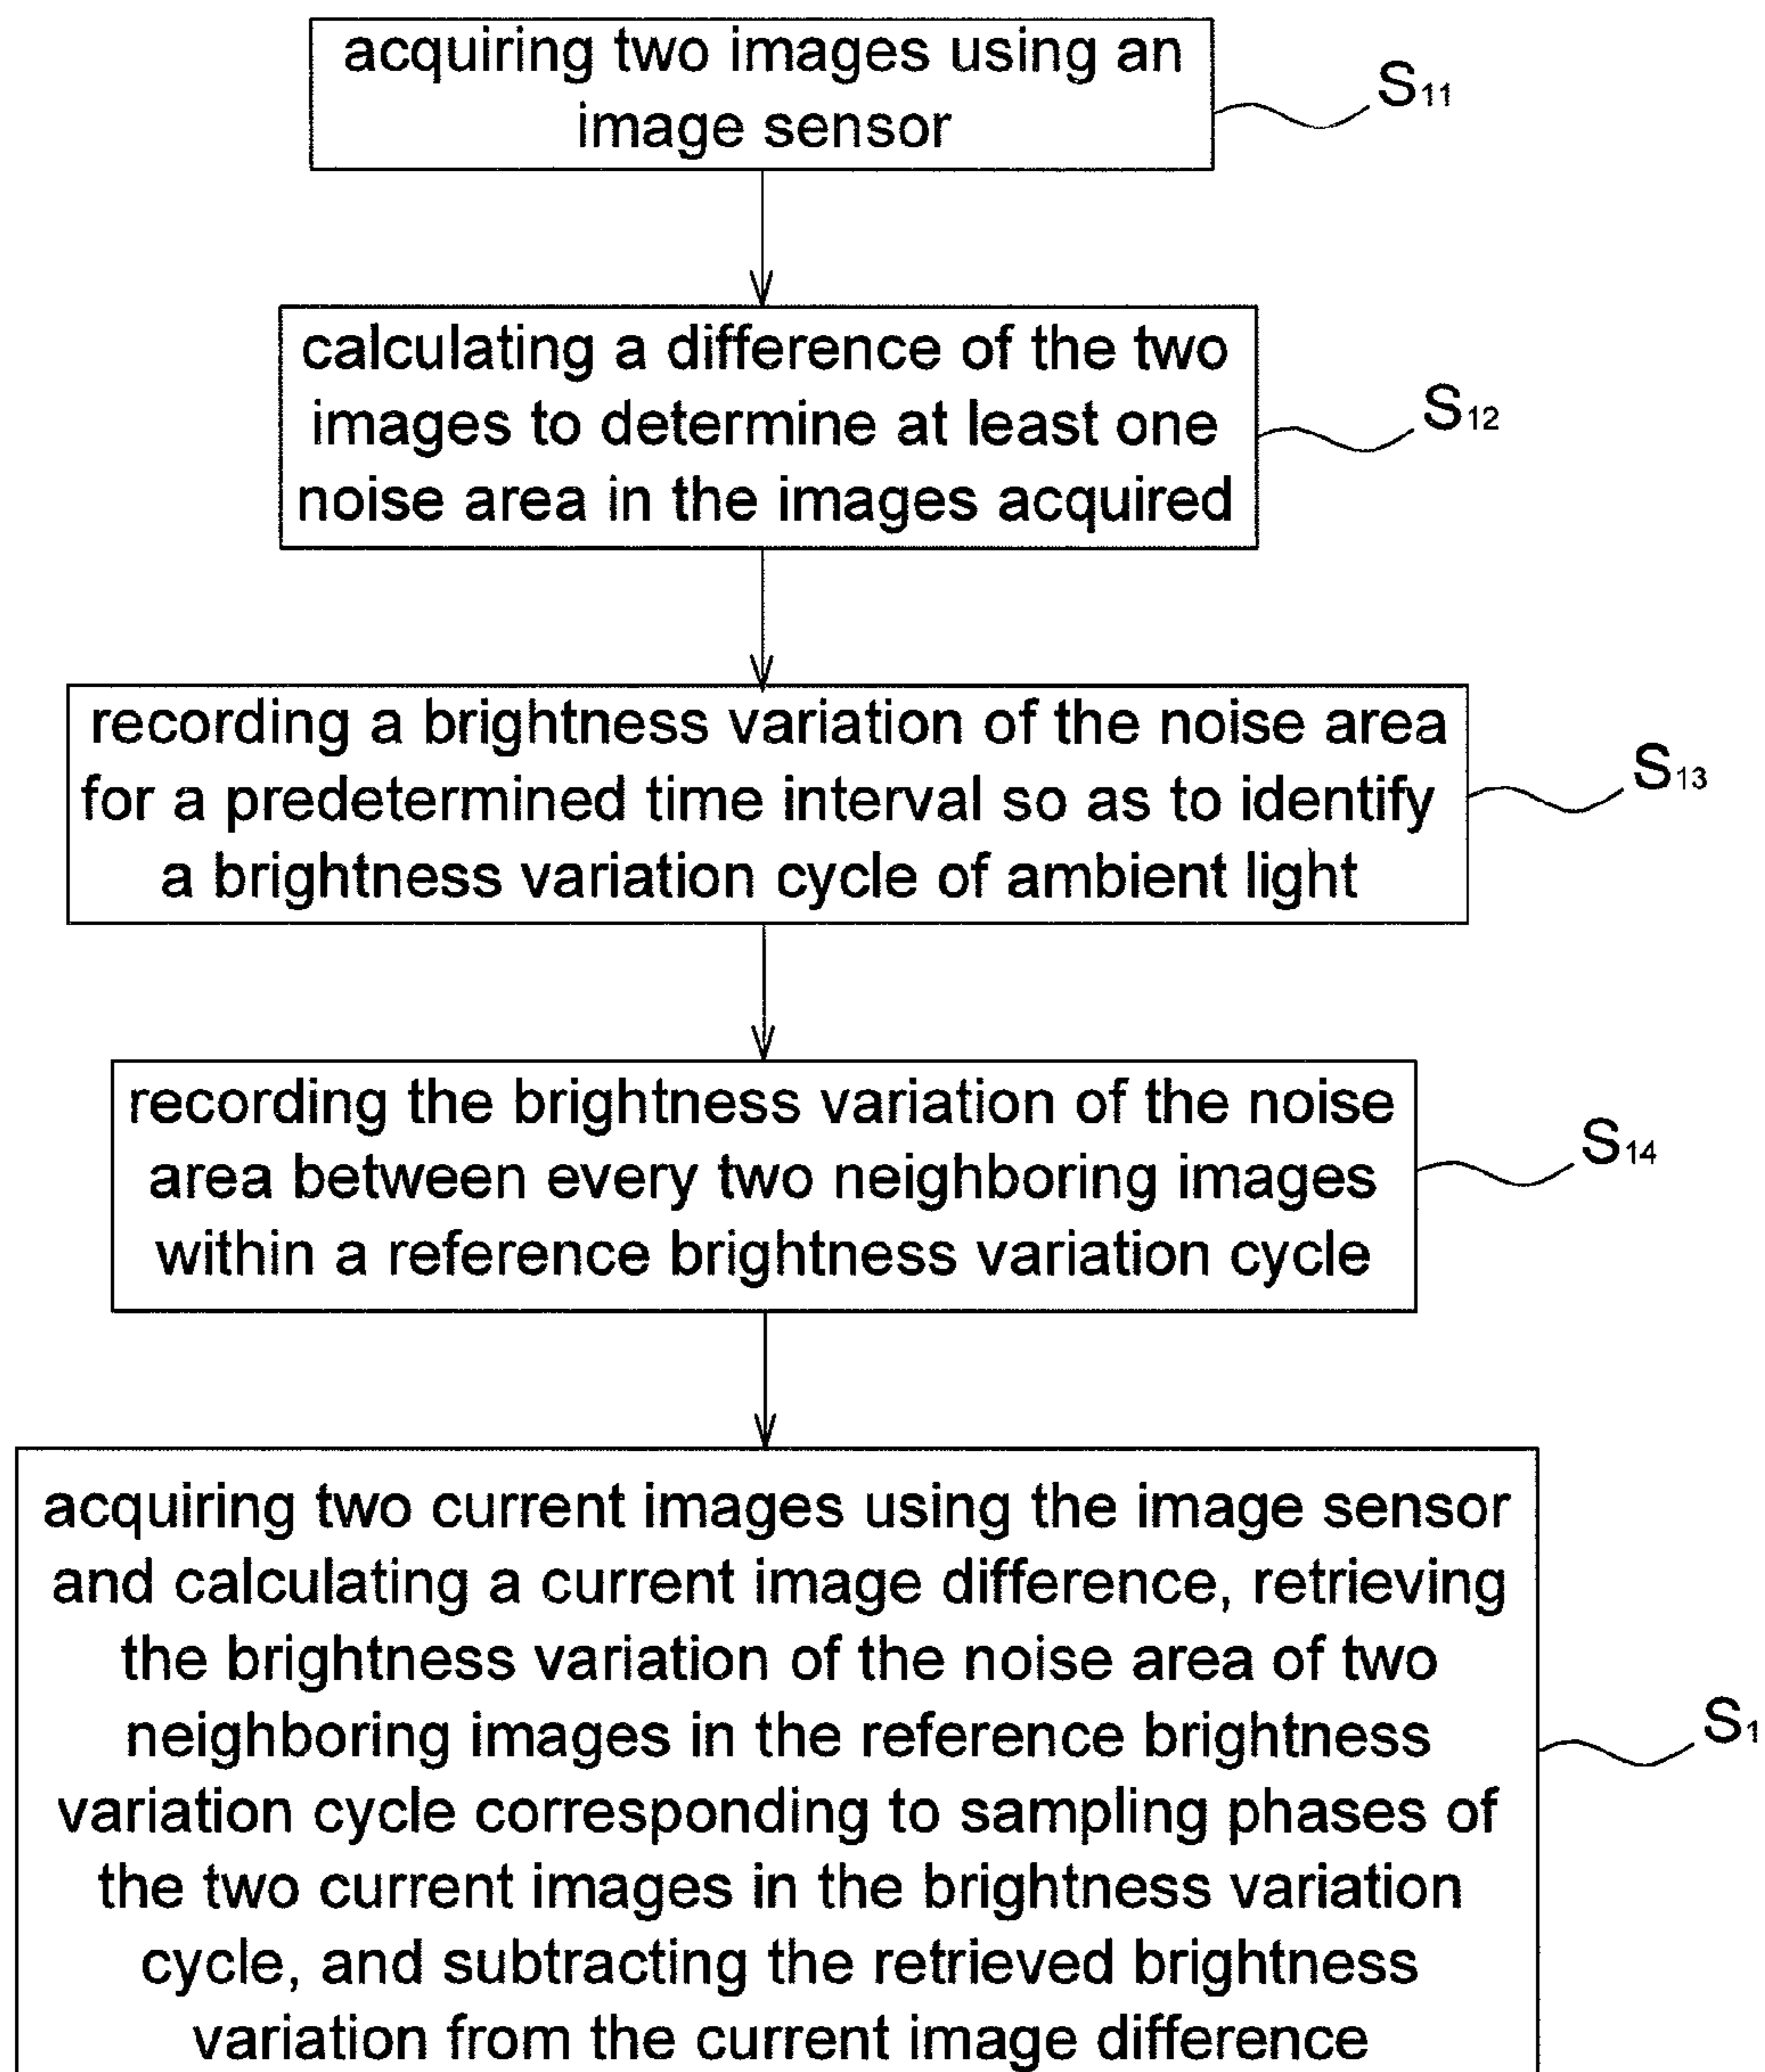 acquiring two images using an
image sensor
S11
calculating a difference of the two
images to determine at least one
noise area in the images acquired
S12
recording a brightness variation of the noise area
for a predetermined time interval so as to identify
a brightness variation cycle of ambient light
S13
recording the brightness variation of the noise
area between every two neighboring images
within a reference brightness variation cycle
S14
acquiring two current images using the image sensor
and calculating a current image difference, retrieving
the brightness variation of the noise area of two
neighboring images in the reference brightness
variation cycle corresponding to sampling phases of
the two current images in the brightness variation
cycle, and subtracting the retrieved brightness
variation from the current image difference
S1